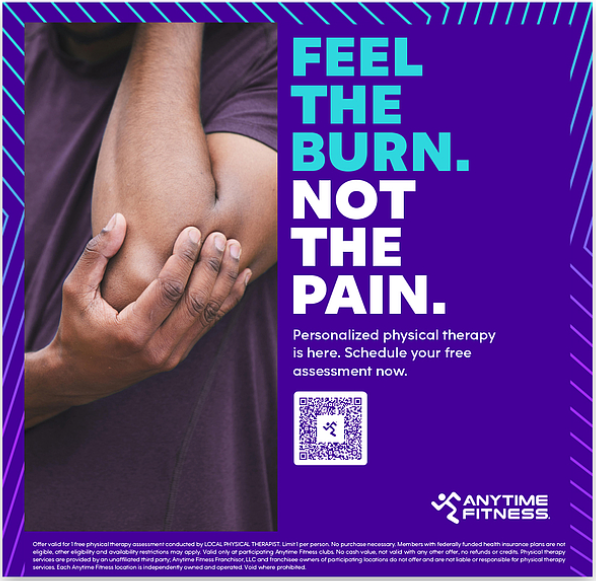 FEEL
THE
BURN.
NOT
THE
PAIN.
Personalized physical therapy
is here. Schedule your free
assessment now.
ANYTIME
FITNESS.
Offer valid for 1 free physical therapy assessment conducted by LOCAL PHYSICAL THERAPIST. Limit 1 per person. No purchase necessary. Members with federally funded health insurance plans are not
eligible, other eligibility and availability restrictions may apply. Valid only at participating Anytime Fitness clubs. No cash value, not valid with any other offer, no refunds or credits. Physical therapy
services are provided by an unaffiliated third party; Anytime Fitness Franchisor, LLC and franchisee owners of participating locations do not offer and are not liable or responsible for physical therapy
services. Each Anytime Fitness location is independently owned and operated. Void where prohibited.